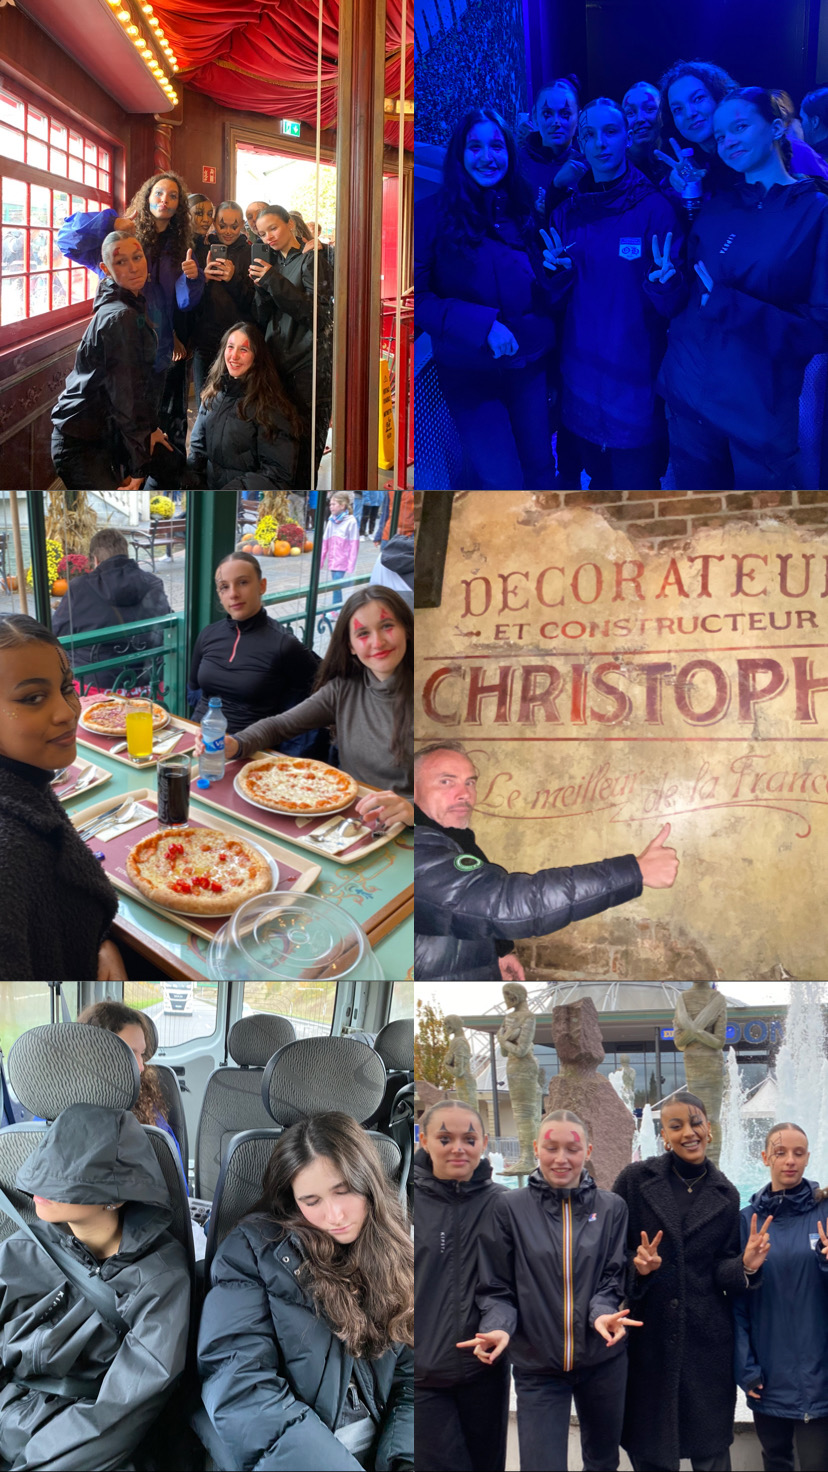 DECORATEU
ET CONSTRUCTEUR
CHRISTOPH
Le meilleur de la Franc